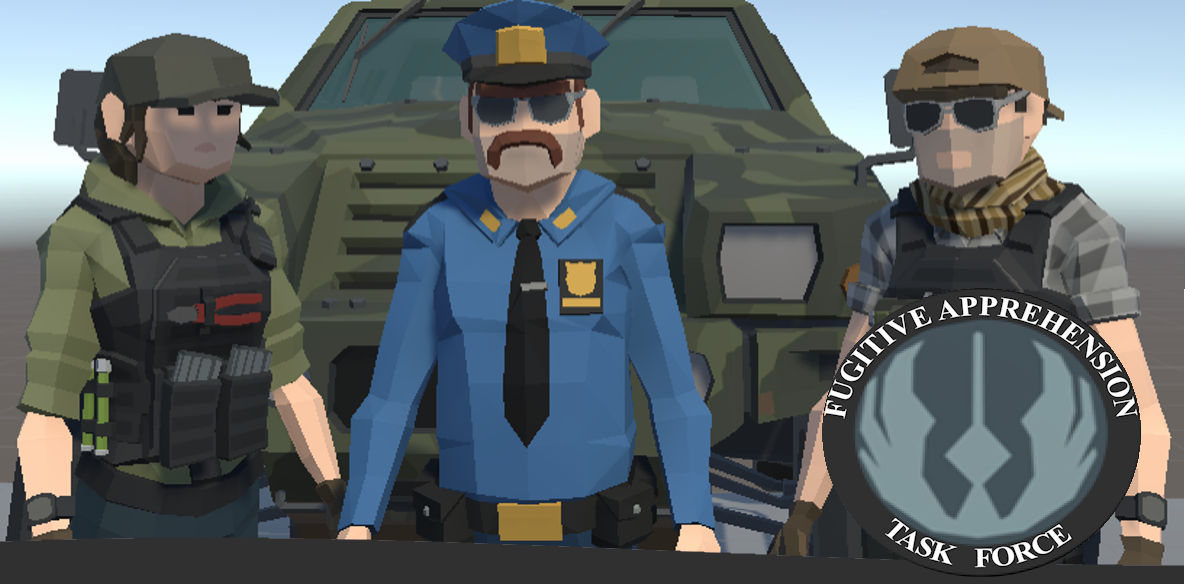 FUGITIVE APPREHENSION
TASK FORCE